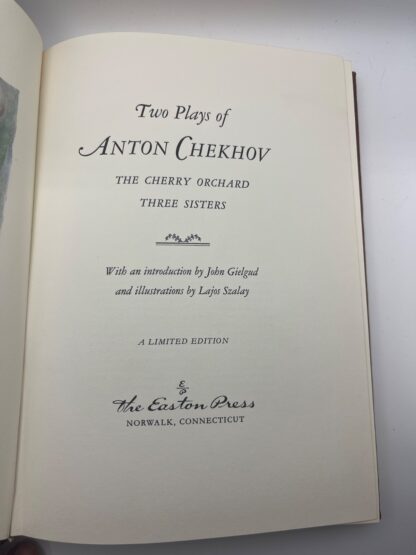 Two Plays of
ANTON CHEKHOV
THE CHERRY ORCHARD
THREE SISTERS
With an introduction by John Gielgud
and illustrations by Lajos Szalay
A LIMITED EDITION
The Easton Press
NORWALK, CONNECTICUT